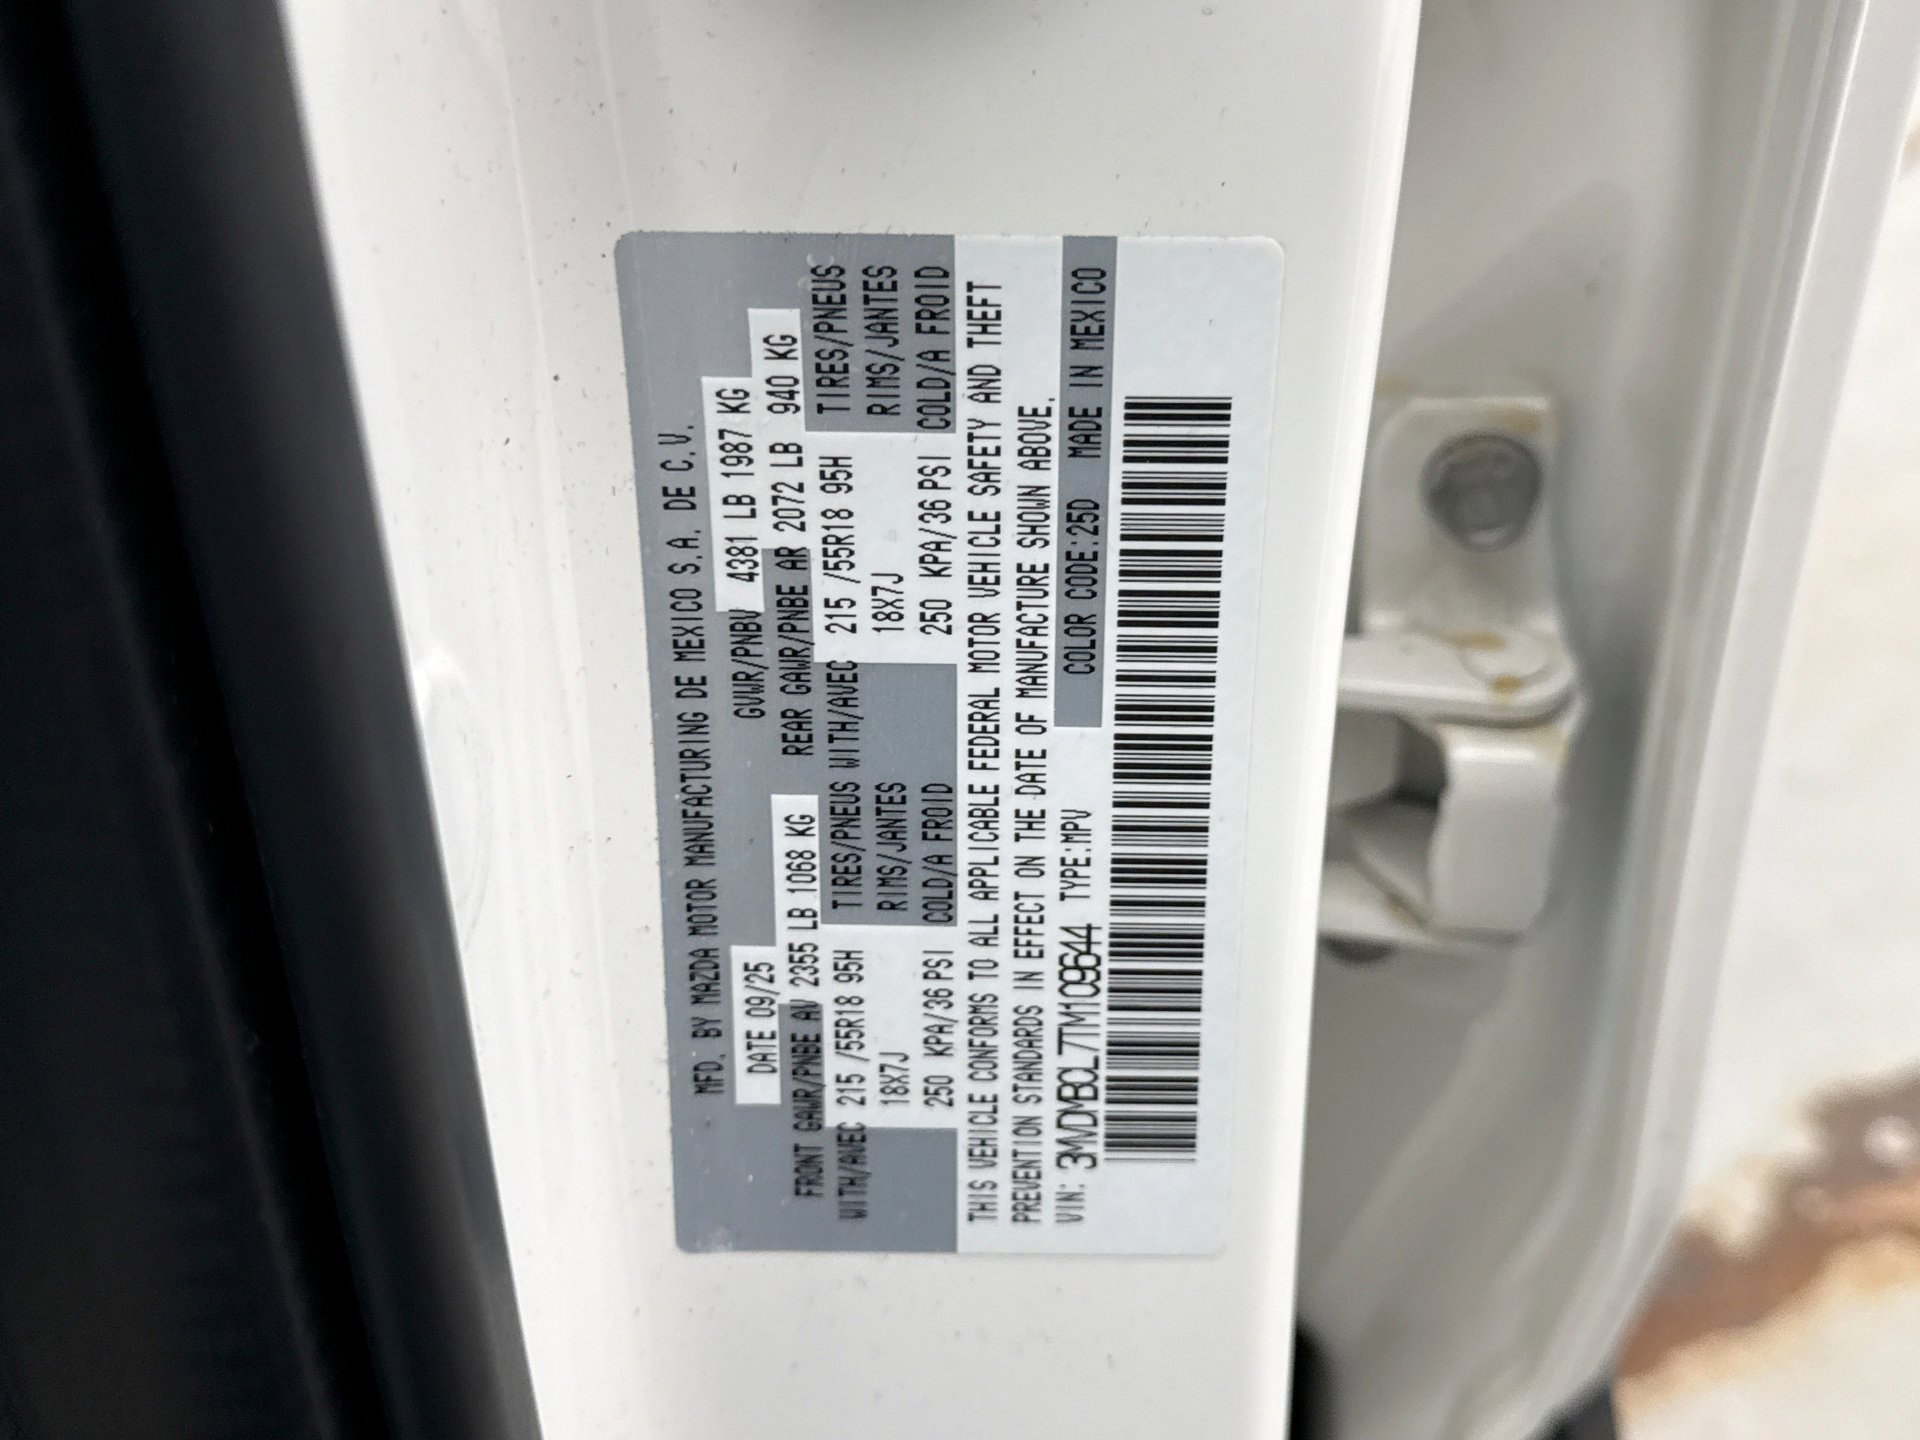 MFD. BY MAZDA MOTOR MANUFACTURING DE MEXICO S.A. DE C.V.
DATE 09/25 GVWR/PNBV 4381 LB 1987 KG
FRONT GAWR/PNBE AV 2355 LB 1068 KG REAR GAWR/PNBE AR 2072 LB 940 KG
WITH/AVEC 215 /55R18 95H TIRES/PNEUS WITH/AVEC 215 /55R18 95H TIRES/PNEUS
18X7J RIMS/JANTES 18X7J RIMS/JANTES
250 KPA/36 PSI COLD/A FROID 250 KPA/36 PSI COLD/A FROID
THIS VEHICLE CONFORMS TO ALL APPLICABLE FEDERAL MOTOR VEHICLE SAFETY AND THEFT
PREVENTION STANDARDS IN EFFECT ON THE DATE OF MANUFACTURE SHOWN ABOVE.
VIN: 3MVDMBCL7TM109644 TYPE:MPV COLOR CODE:25D MADE IN MEXICO